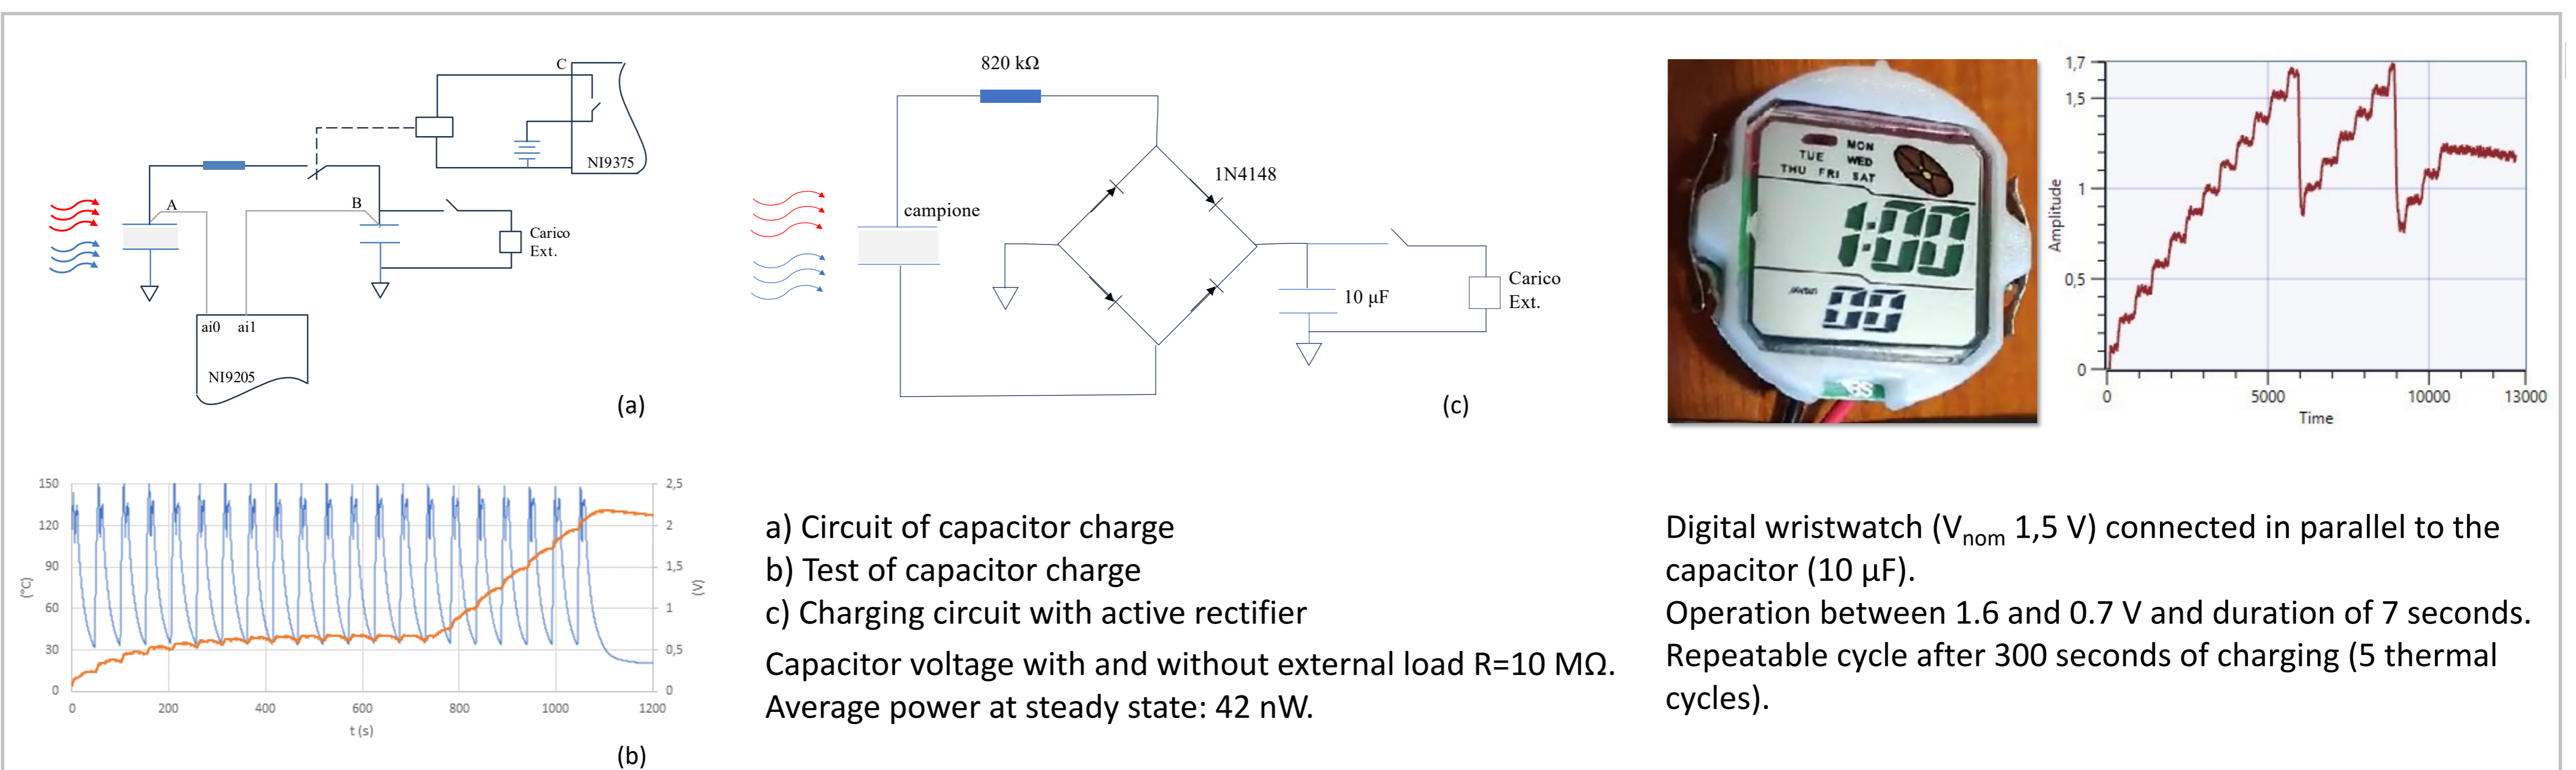 C
NI9375
A
B
Carico
Ext.
ai0 ai1
NI9205
(a)
820 kΩ
1N4148
campione
10 µF
Carico
Ext.
(c)
MON
TUE WED
THU FRI SAT
1:00
00
1,7
1,5
1
0,5
0
Amplitude
0 5000 10000 13000
Time
150 2,5
120 2
90 1,5
60 1
30 0,5
0 0
(°C)
(V)
0 200 400 600 800 1000 1200
t (s)
(b)
a) Circuit of capacitor charge
b) Test of capacitor charge
c) Charging circuit with active rectifier
Capacitor voltage with and without external load R=10 MΩ.
Average power at steady state: 42 nW.
Digital wristwatch (Vnom 1,5 V) connected in parallel to the
capacitor (10 µF).
Operation between 1.6 and 0.7 V and duration of 7 seconds.
Repeatable cycle after 300 seconds of charging (5 thermal
cycles).